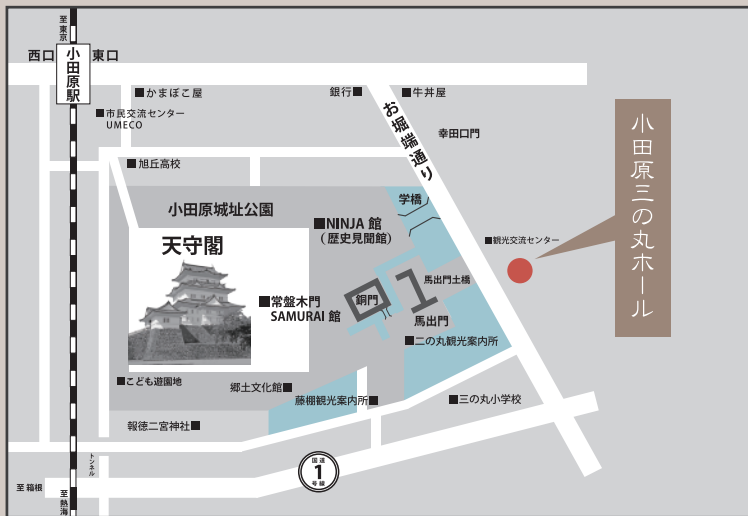 至東京
西口
小田原駅
東口
■かまぼこ屋
銀行■
■牛丼屋
■市民交流センター
UMECO
お堀端通り
幸田口門
■旭丘高校
小田原三の丸ホール
学橋
小田原城址公園
■NINJA 館
（歴史見聞館）
■観光交流センター
天守閣
馬出門土橋
■常盤木門
SAMURAI 館
銅門
馬出門
■二の丸観光案内所
■こども遊園地
郷土文化館■
藤棚観光案内所■
■三の丸小学校
報徳二宮神社■
トンネル
国道
1
号線
至箱根
至熱海